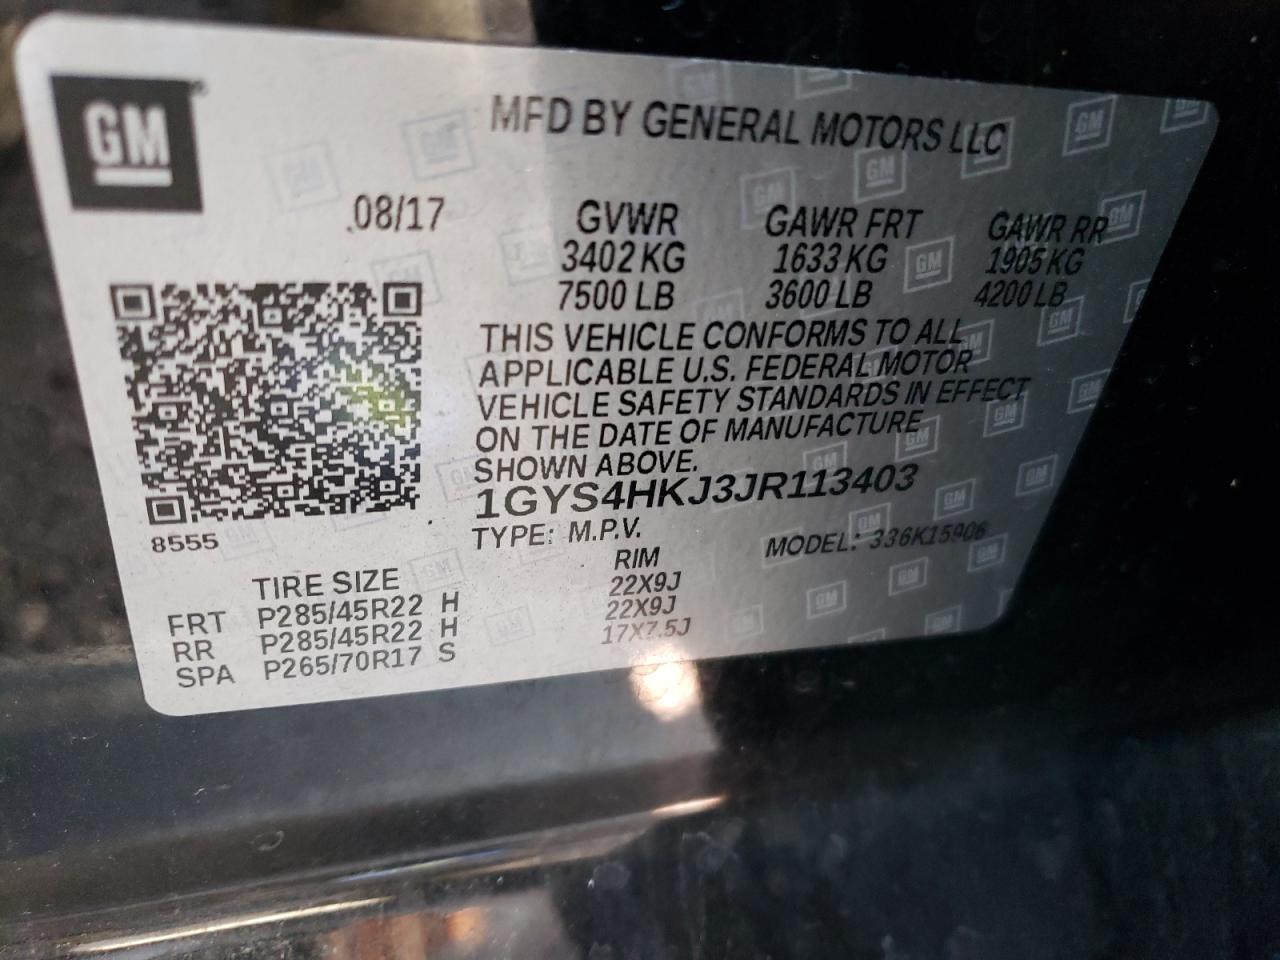 GM
MFD BY GENERAL MOTORS LLC
08/17 GVWR GAWR FRT GAWR RR
3402 KG 1633 KG 1905 KG
7500 LB 3600 LB 4200 LB
THIS VEHICLE CONFORMS TO ALL
APPLICABLE U.S. FEDERAL MOTOR
VEHICLE SAFETY STANDARDS IN EFFECT
ON THE DATE OF MANUFACTURE
SHOWN ABOVE.
1GYS4HKJ3JR113403
8555 TYPE: M.P.V. MODEL: 336K15906
TIRE SIZE RIM
FRT P285/45R22 H 22X9J
RR P285/45R22 H 22X9J
SPA P265/70R17 S 17X7.5J